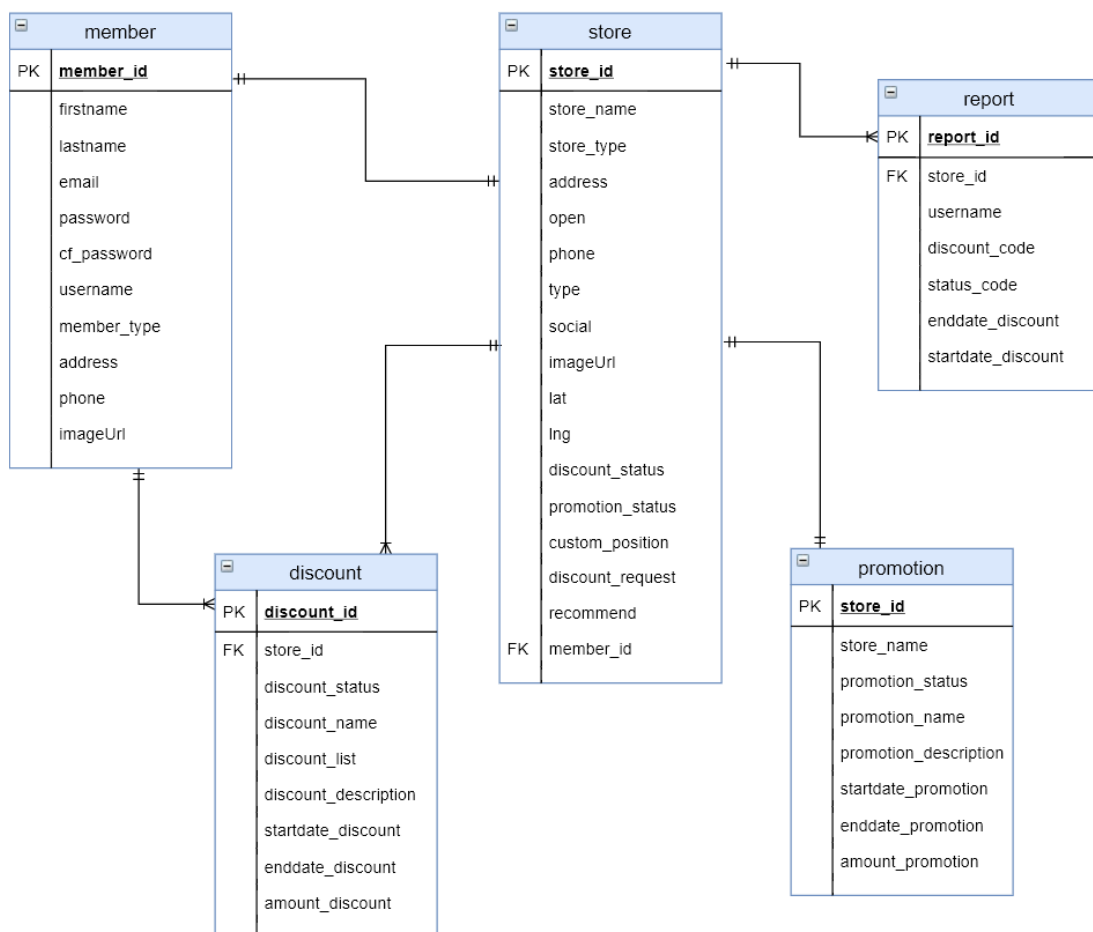 member
PK member_id
firstname
lastname
email
password
cf_password
username
member_type
address
phone
imageUrl
store
PK store_id
store_name
store_type
address
open
phone
type
social
imageUrl
lat
lng
discount_status
promotion_status
custom_position
discount_request
recommend
FK member_id
report
PK report_id
FK store_id
username
discount_code
status_code
enddate_discount
startdate_discount
discount
PK discount_id
FK store_id
discount_status
discount_name
discount_list
discount_description
startdate_discount
enddate_discount
amount_discount
promotion
PK store_id
store_name
promotion_status
promotion_name
promotion_description
startdate_promotion
enddate_promotion
amount_promotion